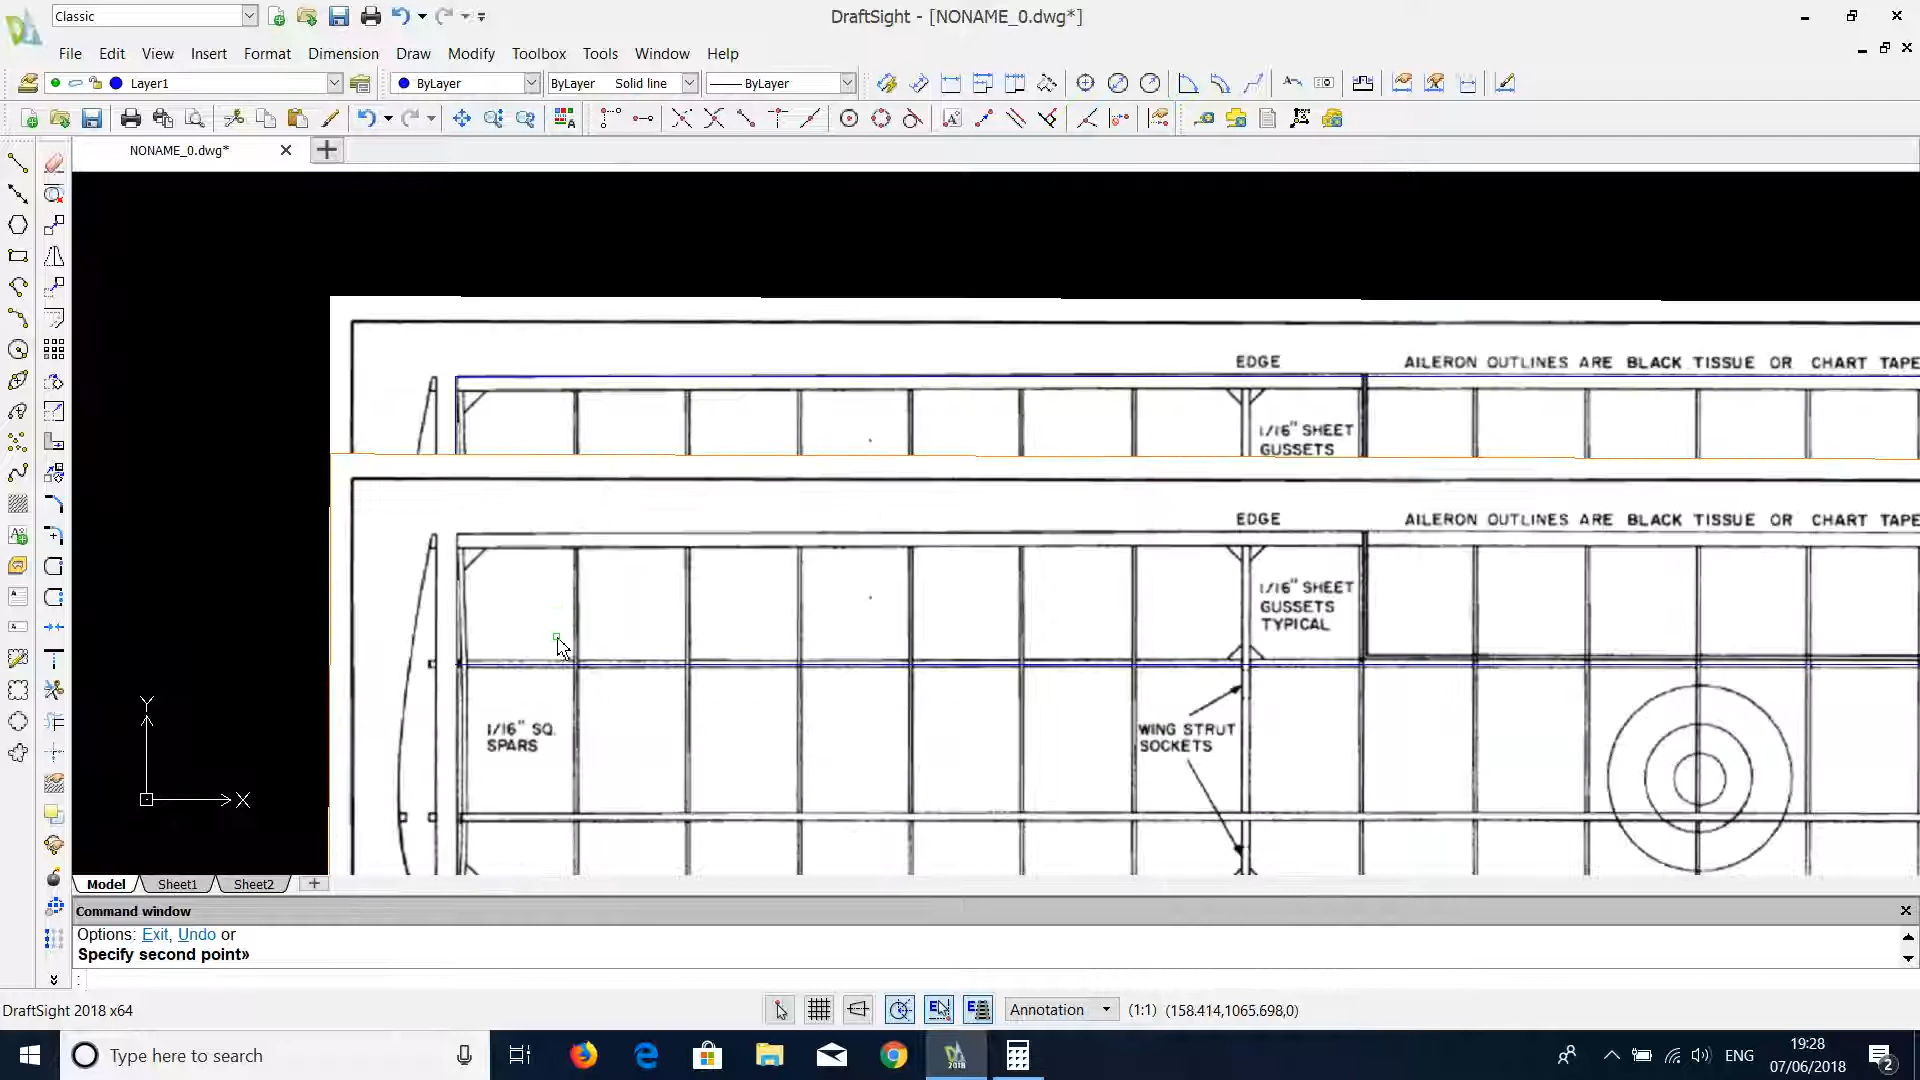 Classic
DraftSight - [NONAME_0.dwg*]
File Edit View Insert Format Dimension Draw Modify Toolbox Tools Window Help
Layer1 ByLayer ByLayer Solid line ByLayer
NONAME_0.dwg*
EDGE AILERON OUTLINES ARE BLACK TISSUE OR CHART TAPE
1/16" SHEET
GUSSETS
EDGE AILERON OUTLINES ARE BLACK TISSUE OR CHART TAPE
1/16" SHEET
GUSSETS
TYPICAL
1/16" SQ.
SPARS
WING STRUT
SOCKETS
Y
X
Model Sheet1 Sheet2
Command window
Options: Exit, Undo or
Specify second point»
:
DraftSight 2018 x64
Annotation (1:1) (158.414,1065.698,0)
Type here to search
2018
ENG
19:28
07/06/2018
2